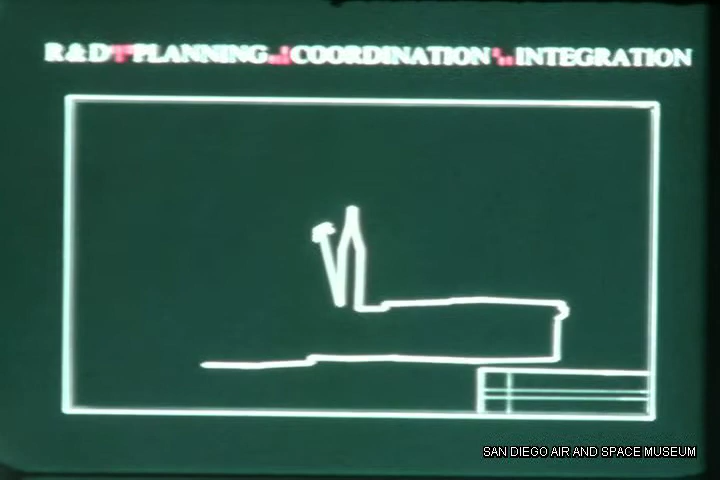 R & D PLANNING COORDINATION INTEGRATION
SAN DIEGO AIR AND SPACE MUSEUM